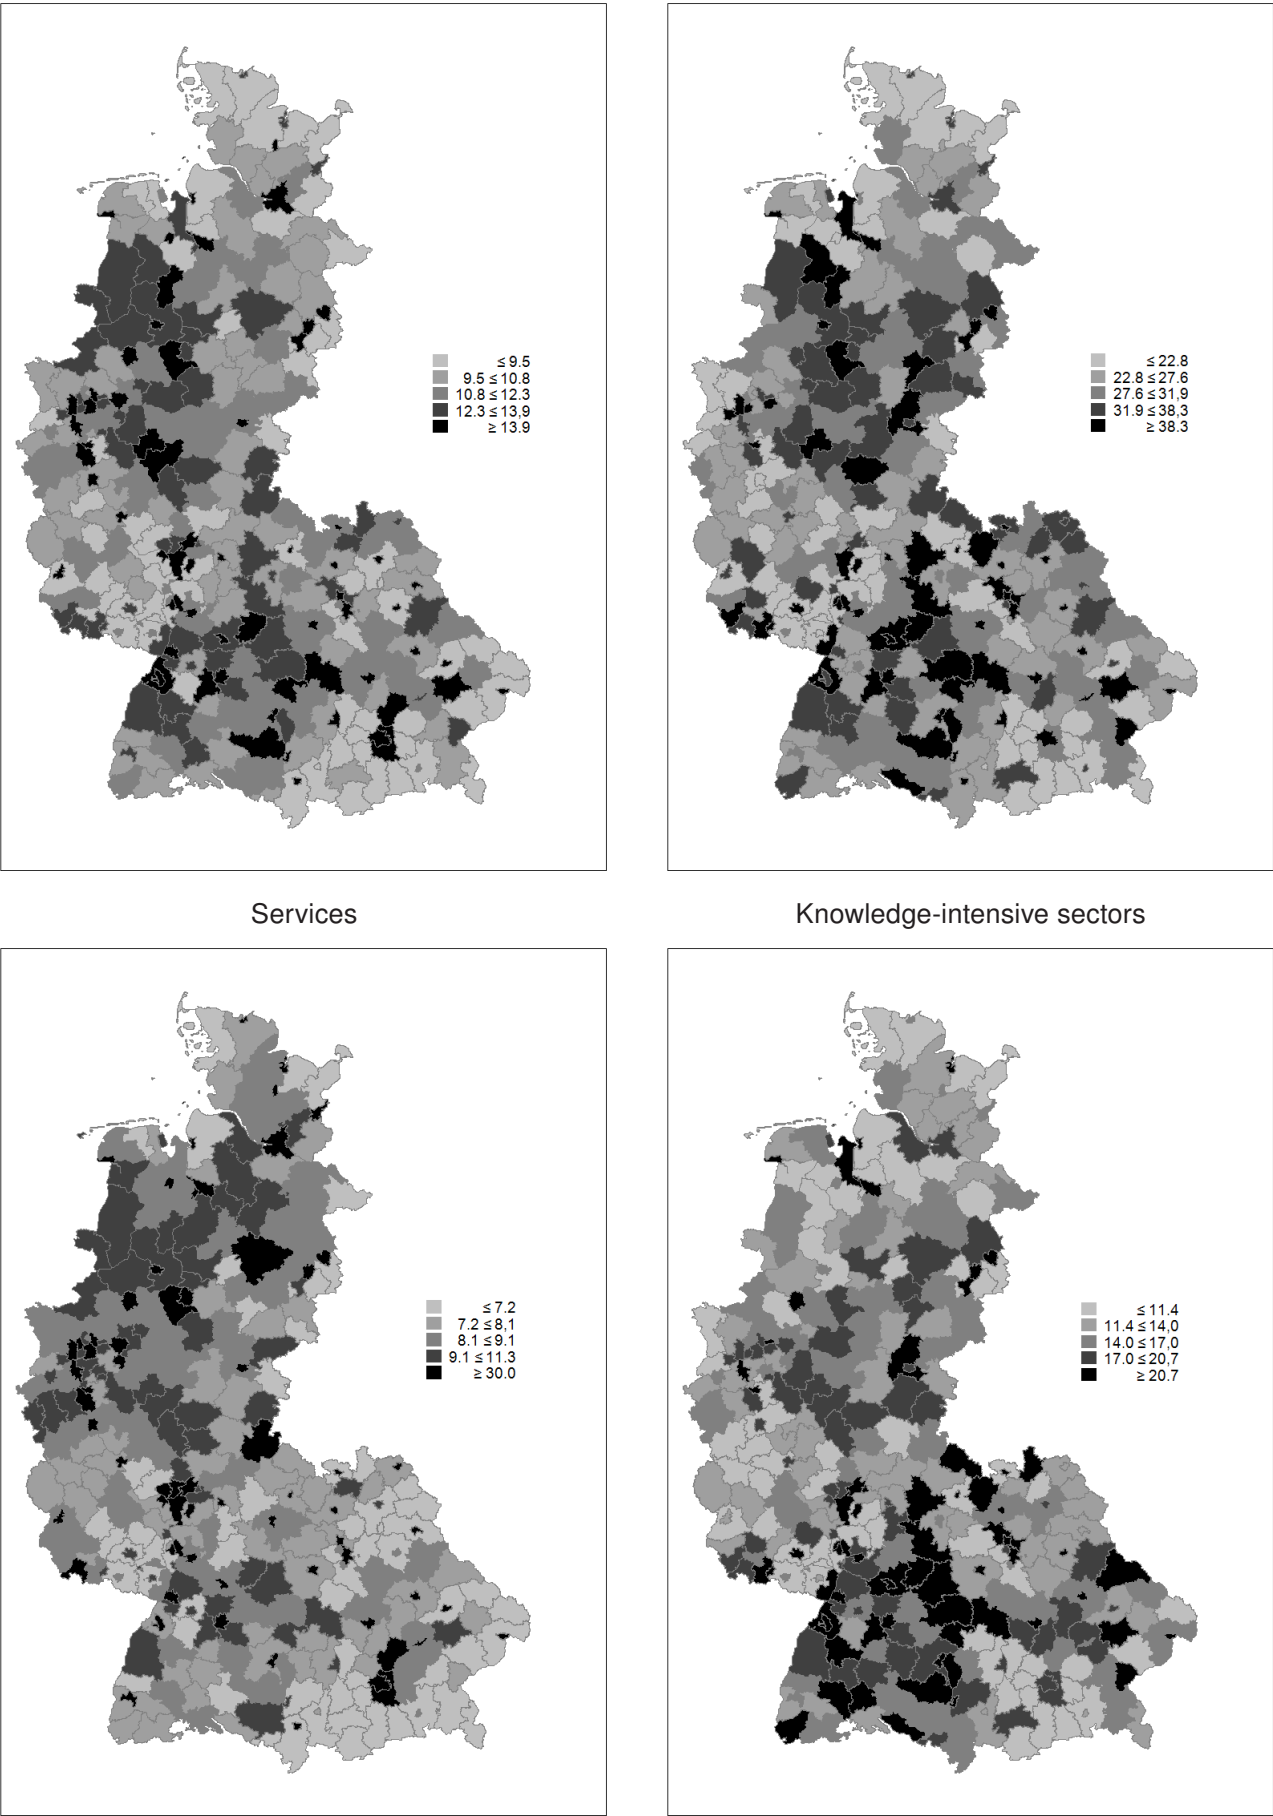 ≤ 9.5
9.5 ≤ 10.8
10.8 ≤ 12.3
12.3 ≤ 13,9
≥ 13.9
≤ 22.8
22.8 ≤ 27.6
27.6 ≤ 31,9
31.9 ≤ 38,3
≥ 38.3
Services
Knowledge-intensive sectors
≤ 7.2
7.2 ≤ 8,1
8.1 ≤ 9.1
9.1 ≤ 11.3
≥ 30.0
≤ 11.4
11.4 ≤ 14,0
14.0 ≤ 17,0
17.0 ≤ 20,7
≥ 20.7